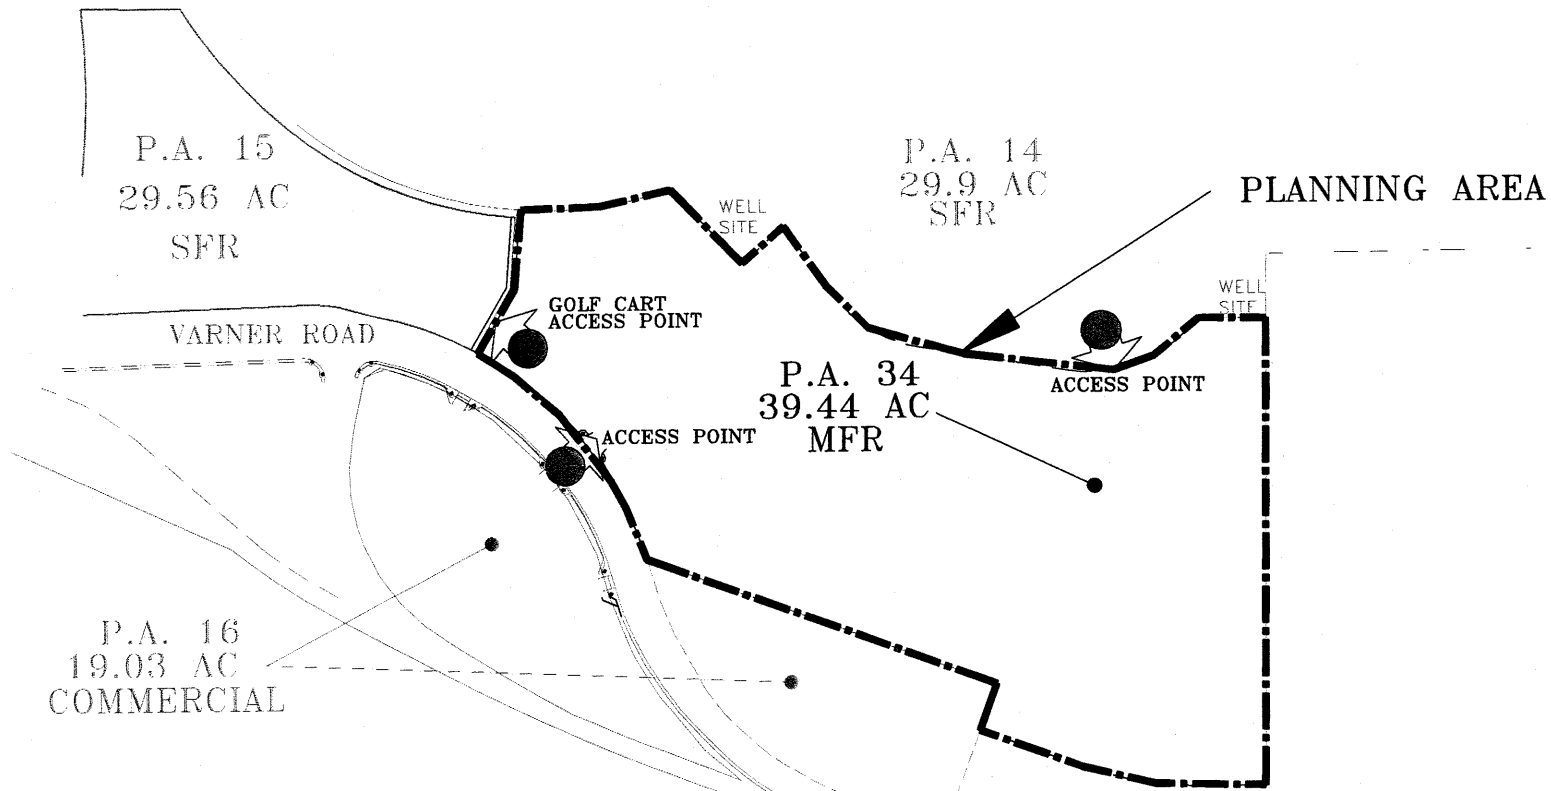 P.A. 15
29.56 AC
SFR
P.A. 14
29.9 AC
SFR
PLANNING AREA
WELL
SITE
WELL
SITE
GOLF CART
ACCESS POINT
VARNER ROAD
P.A. 34
39.44 AC
MFR
ACCESS POINT
ACCESS POINT
P.A. 16
19.03 AC
COMMERCIAL